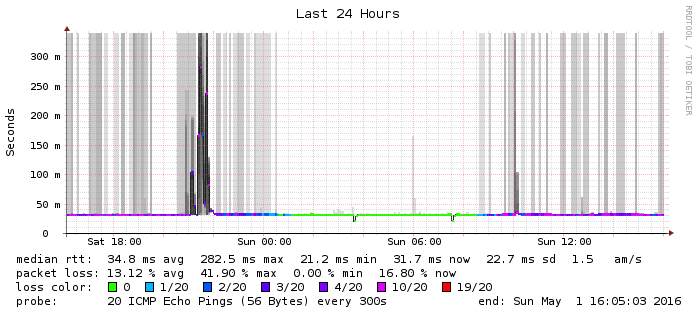 Last 24 Hours
RRDTOOL / TOBI OETIKER
Seconds
300 m
250 m
200 m
150 m
100 m
50 m
0
Sat 18:00 Sun 00:00 Sun 06:00 Sun 12:00
median rtt: 34.8 ms avg 282.5 ms max 21.2 ms min 31.7 ms now 22.7 ms sd 1.5 am/s
packet loss: 13.12 % avg 41.90 % max 0.00 % min 16.80 % now
loss color: 0 1/20 2/20 3/20 4/20 10/20 19/20
probe: 20 ICMP Echo Pings (56 Bytes) every 300s end: Sun May 1 16:05:03 2016